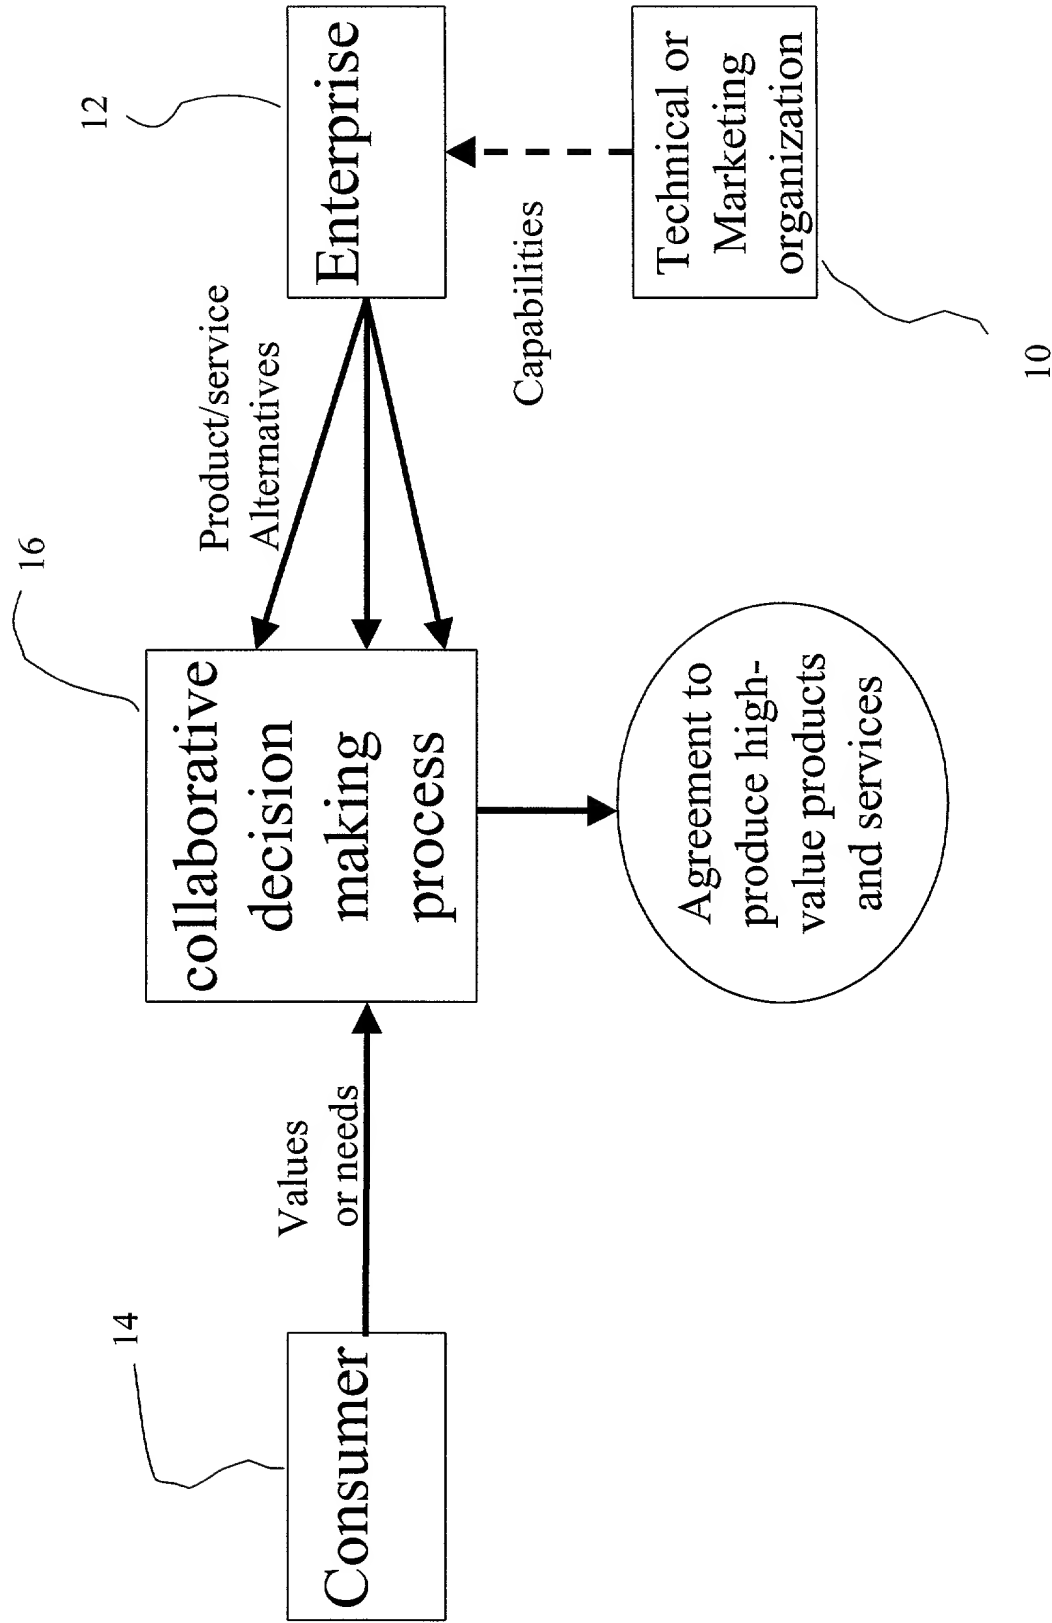 14
Consumer
Values
or needs
16
collaborative
decision
making
process
Product/service
Alternatives
12
Enterprise
Capabilities
Technical or
Marketing
organization
10
Agreement to
produce high-
value products
and services